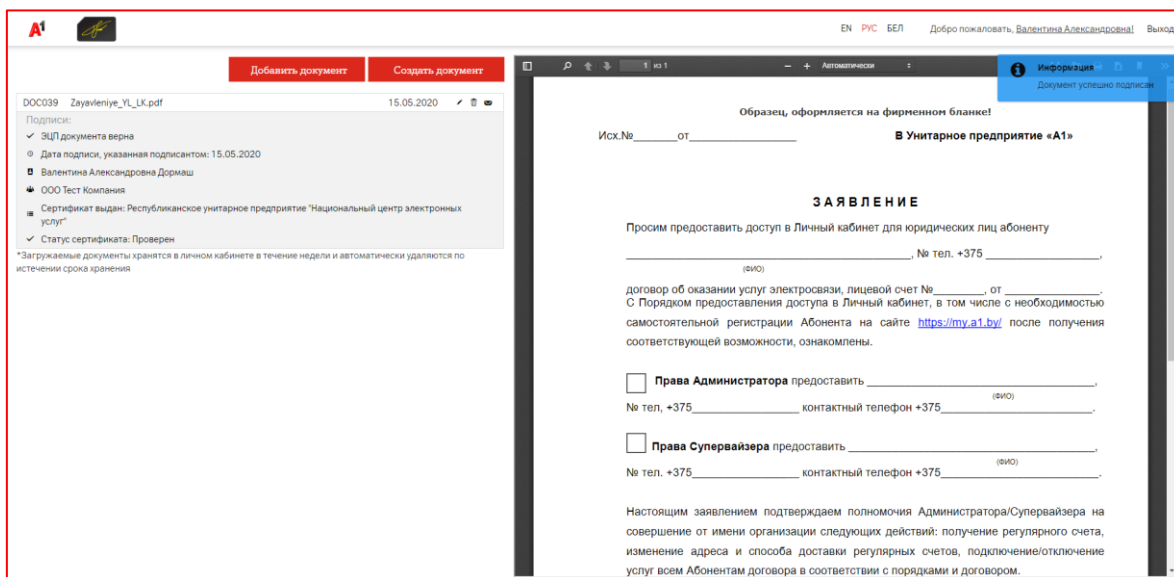 A1
EN РУС БЕЛ Добро пожаловать, Валентина Александровна! Выход
Добавить документ Создать документ
DOC039 Zayavleniye_YL_LK.pdf 15.05.2020
Подписи:
ЭЦП документа верна
Дата подписи, указанная подписантом: 15.05.2020
Валентина Александровна Дормаш
ООО Тест Компания
Сертификат выдан: Республиканское унитарное предприятие "Национальный центр электронных
услуг"
Статус сертификата: Проверен
*Загружаемые документы хранятся в личном кабинете в течение недели и автоматически удаляются по
истечении срока хранения
1 из 1 Автоматически
Информация
Документ успешно подписан
Образец, оформляется на фирменном бланке!
Исх.№_______от_________________ В Унитарное предприятие «А1»
ЗАЯВЛЕНИЕ
Просим предоставить доступ в Личный кабинет для юридических лиц абоненту
_____________________________________________, № тел. +375 __________________,
(ФИО)
договор об оказании услуг электросвязи, лицевой счет №________, от _______________.
С Порядком предоставления доступа в Личный кабинет, в том числе с необходимостью
самостоятельной регистрации Абонента на сайте https://my.a1.by/ после получения
соответствующей возможности, ознакомлены.
Права Администратора предоставить ____________________________________,
(ФИО)
№ тел, +375_________________ контактный телефон +375________________________.
Права Супервайзера предоставить _______________________________________,
(ФИО)
№ тел. +375_________________ контактный телефон +375_________________________.
Настоящим заявлением подтверждаем полномочия Администратора/Супервайзера на
совершение от имени организации следующих действий: получение регулярного счета,
изменение адреса и способа доставки регулярных счетов, подключение/отключение
услуг всем Абонентам договора в соответствии с порядками и договором.